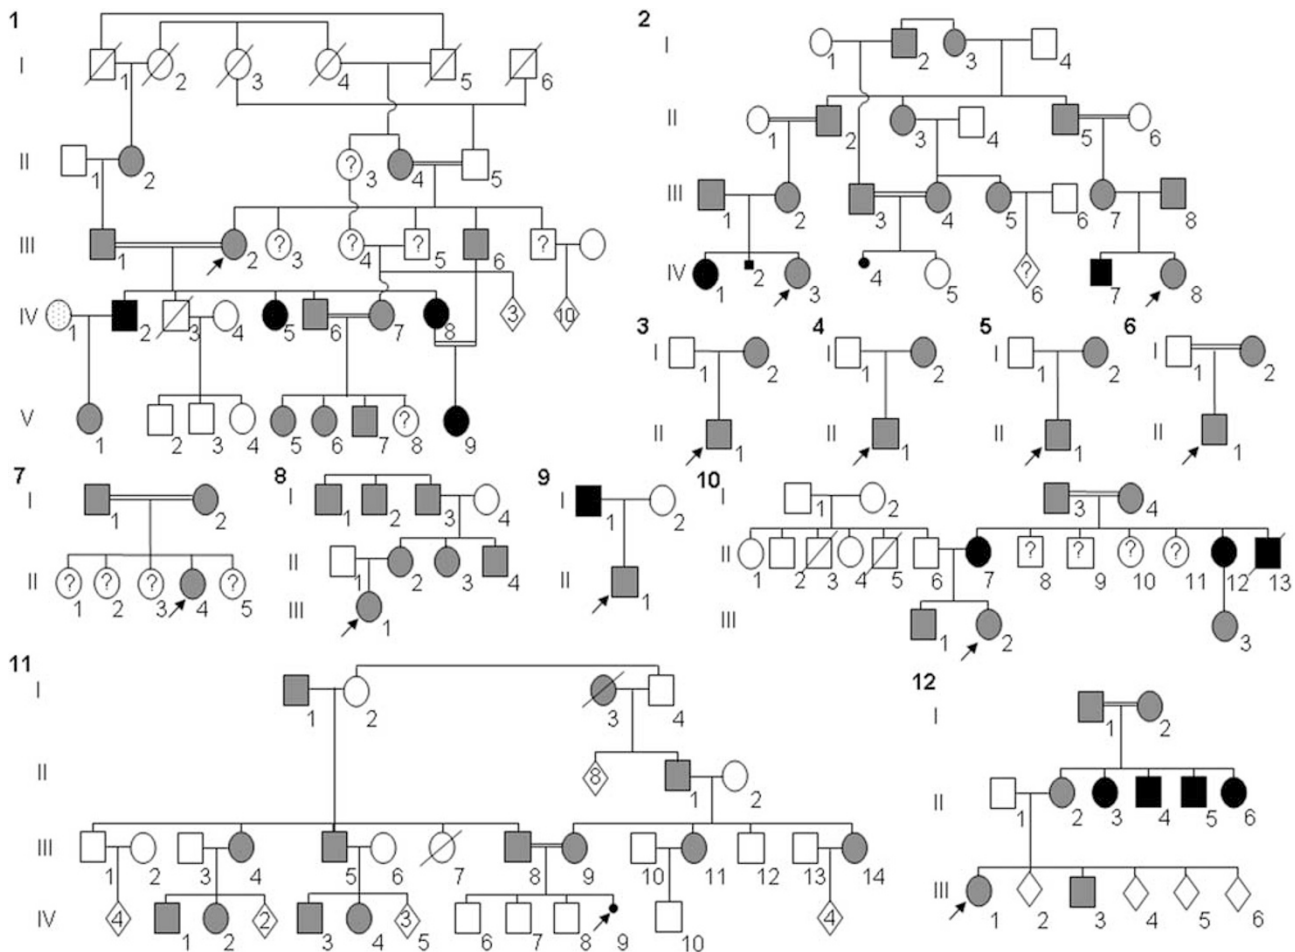 1
I 1 2 3 4 5 6
II 1 2 ? 3 4 5
III 1 2 ? 3 ? 4 ? 5 6 ?
IV 1 2 3 4 5 6 7 8 3 10
V 1 2 3 4 5 6 7 ? 8 9
2
I 1 2 3 4
II 1 2 3 4 5 6
III 1 2 3 4 5 6 7 8
IV 1 2 3 4 5 ? 6 7 8
3
I 1 2
II 1
4
I 1 2
II 1
5
I 1 2
II 1
6
I 1 2
II 1
7
I 1 2
II ? 1 ? 2 ? 3 4 ? 5
8
I 1 2 3 4
II 1 2 3 4
III 1
9
I 1 2
II 1
10
I 1 2 3 4
II 1 2 3 4 5 6 7 ? 8 ? 9 ? 10 ? 11 12 13
III 1 2 3
11
I 1 2 3 4
II 8 1 2
III 1 2 3 4 5 6 7 8 9 10 11 12 13 14
IV 4 1 2 2 3 4 3 5 6 7 8 9 10 4
12
I 1 2
II 1 2 3 4 5 6
III 1 2 3 4 5 6